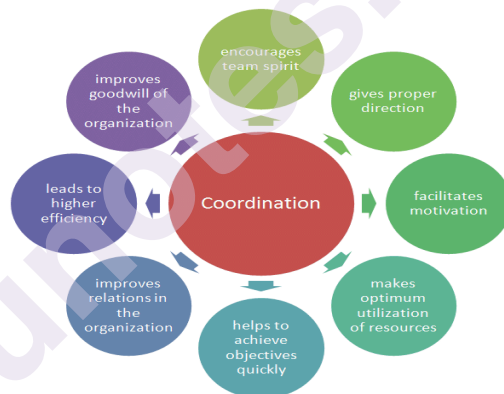 encourages
team spirit
gives proper
direction
facilitates
motivation
makes
optimum
utilization
of resources
helps to
achieve
objectives
quickly
improves
relations in
the
organization
leads to
higher
efficiency
improves
goodwill of
the
organization
Coordination